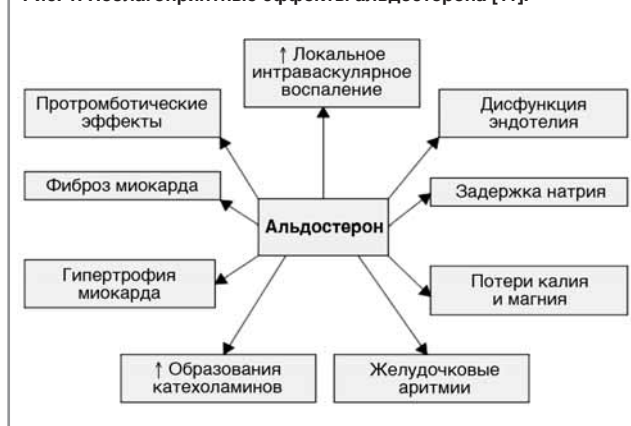 ↑ Локальное
интраваскулярное
воспаление
Протромботические
эффекты
Дисфункция
эндотелия
Фиброз миокарда
Задержка натрия
Альдостерон
Гипертрофия
миокарда
Потери калия
и магния
↑ Образования
катехоламинов
Желудочковые
аритмии